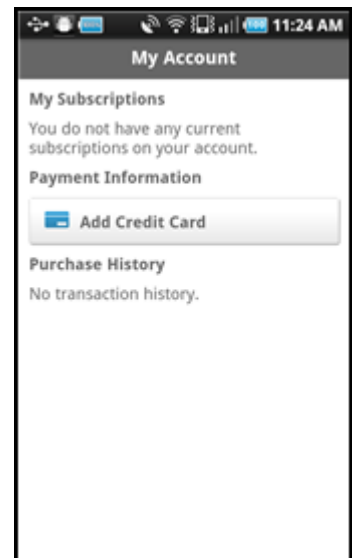 100 11:24 AM
My Account
My Subscriptions
You do not have any current
subscriptions on your account.
Payment Information
Add Credit Card
Purchase History
No transaction history.